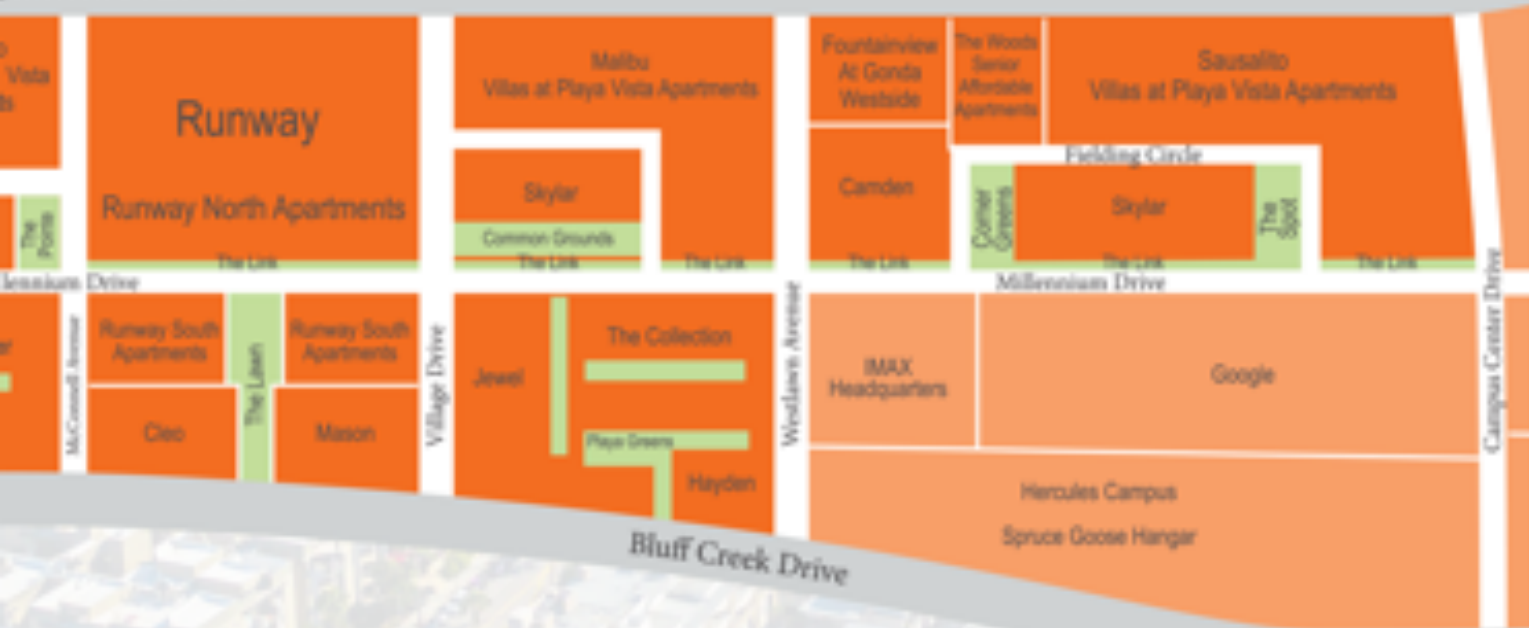 Vista
Runway
Runway North Apartments
The Link
The
Pointe
Malibu
Villas at Playa Vista Apartments
Skylar
Common Grounds
The Link
The Link
Fountainview
At Gonda
Westside
The Woods
Senior
Affordable
Apartments
Sausalito
Villas at Playa Vista Apartments
Fielding Circle
Camden
The Link
Corner
Greens
Skylar
The
Spot
The Link
The Link
lennium Drive
Millennium Drive
McConnell Avenue
Runway South
Apartments
The Lawn
Runway South
Apartments
Cleo
Mason
Village Drive
Jewel
The Collection
Playa Greens
Hayden
Westlawn Avenue
IMAX
Headquarters
Google
Campus Center Drive
Hercules Campus
Spruce Goose Hangar
Bluff Creek Drive